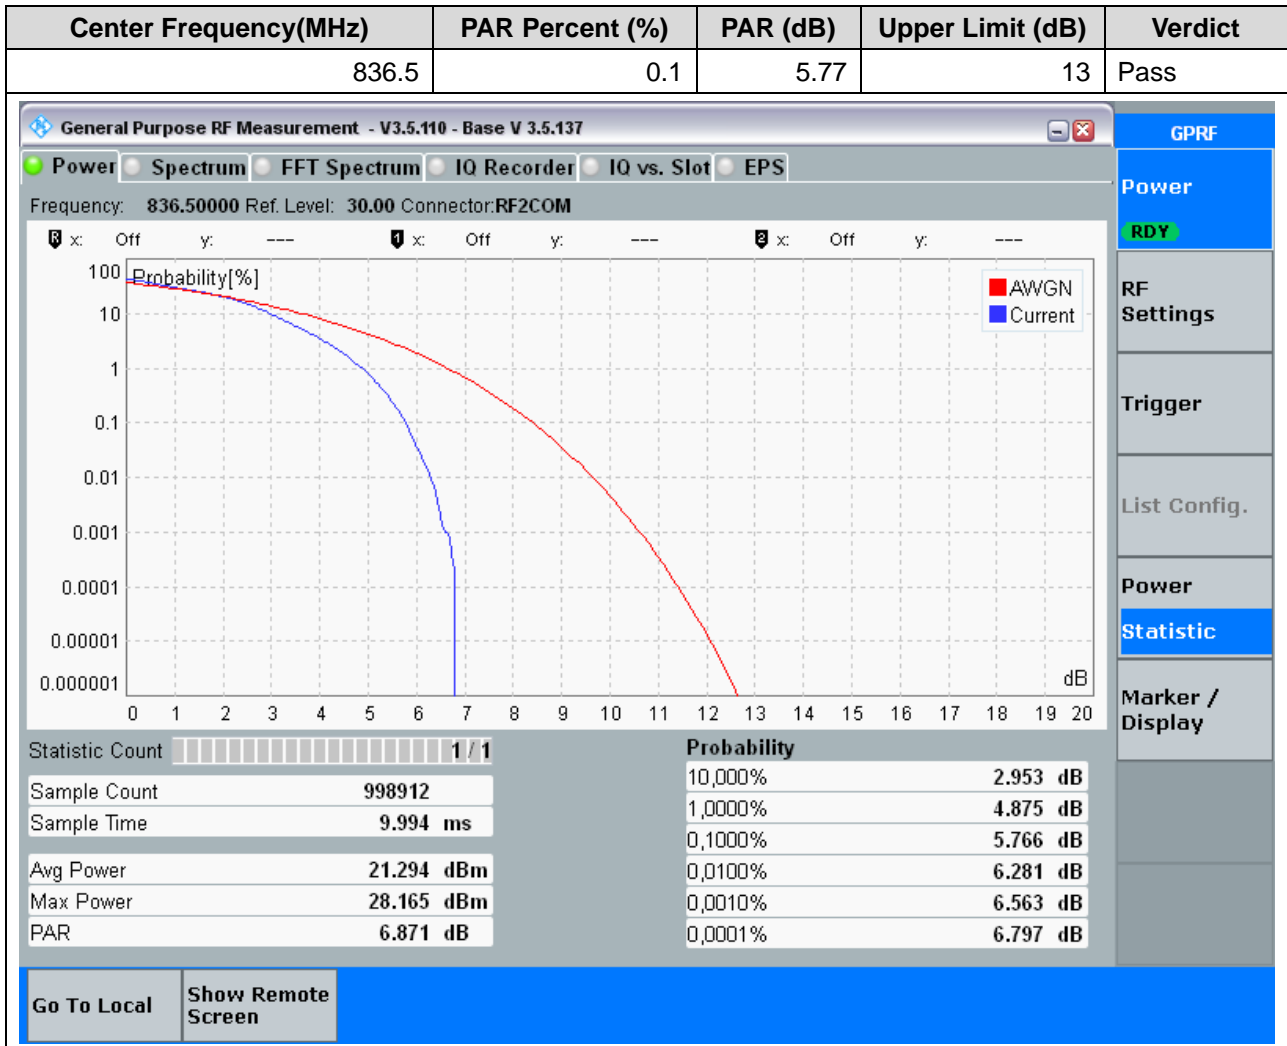 Center Frequency(MHz) PAR Percent (%) PAR (dB) Upper Limit (dB) Verdict
836.5 0.1 5.77 13 Pass
General Purpose RF Measurement - V3.5.110 - Base V 3.5.137
GPRF
Power Spectrum FFT Spectrum IQ Recorder IQ vs. Slot EPS
Power
RDY
Frequency: 836.50000 Ref. Level: 30.00 Connector:RF2COM
R x: Off y: --- 1 x: Off y: --- 2 x: Off y: ---
Probability[%]
AWGN
Current
100
10
1
0.1
0.01
0.001
0.0001
0.00001
0.000001
dB
0 1 2 3 4 5 6 7 8 9 10 11 12 13 14 15 16 17 18 19 20
RF
Settings
Trigger
List Config.
Power
Statistic
Marker /
Display
Statistic Count 1 / 1
Sample Count 998912
Sample Time 9.994 ms
Avg Power 21.294 dBm
Max Power 28.165 dBm
PAR 6.871 dB
Probability
10,000% 2.953 dB
1,0000% 4.875 dB
0,1000% 5.766 dB
0,0100% 6.281 dB
0,0010% 6.563 dB
0,0001% 6.797 dB
Go To Local
Show Remote
Screen